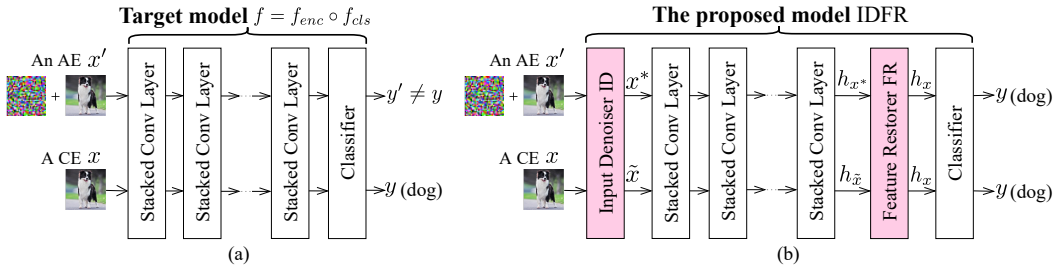 Target model f = f_enc ∘ f_cls
An AE x′
+
A CE x
Stacked Conv Layer
Stacked Conv Layer
...
...
Stacked Conv Layer
Classifier
y′ ≠ y
y (dog)
(a)
The proposed model IDFR
An AE x′
+
A CE x
Input Denoiser ID
x*
x̃
Stacked Conv Layer
Stacked Conv Layer
...
...
Stacked Conv Layer
h_{x*}
h_{x̃}
Feature Restorer FR
h_x
h_x
Classifier
y (dog)
y (dog)
(b)